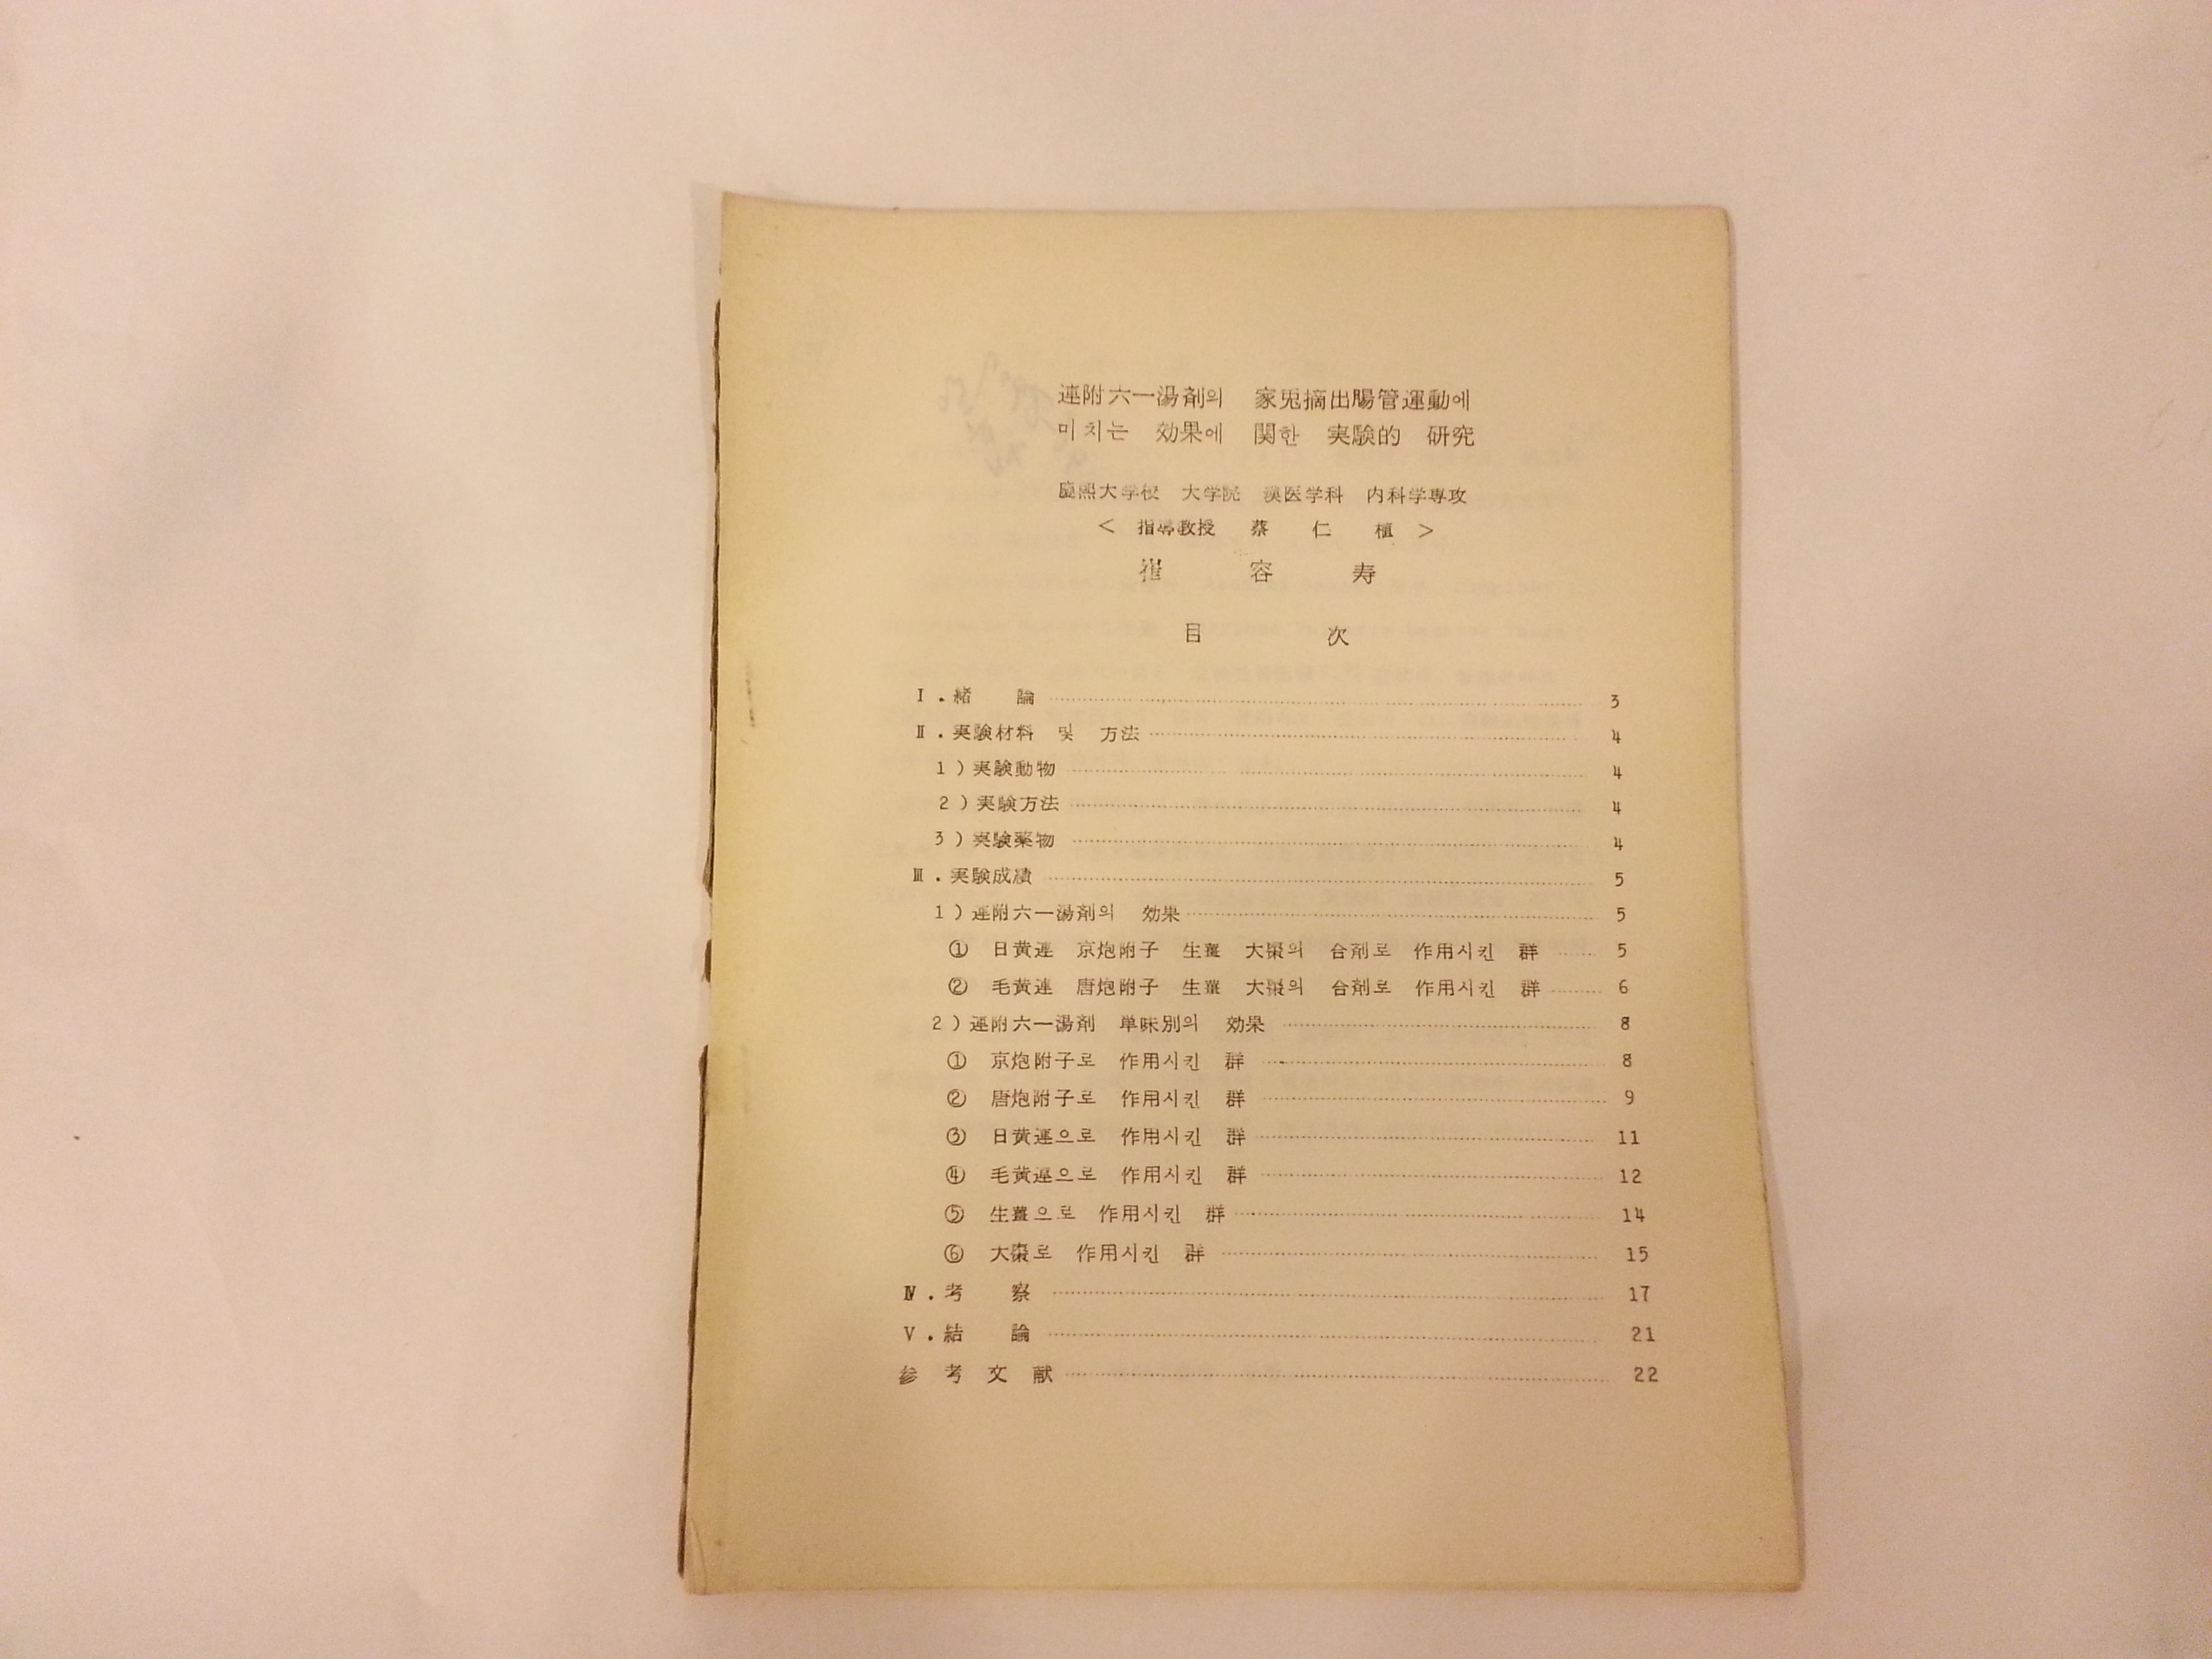 連附六一湯剤의 家兎摘出腸管運動에
미치는 効果에 関한 実験的 研究
慶熙大学校 大学院 漢医学科 内科学専攻
< 指導教授 蔡 仁 植 >
崔 容 寿
目 次
Ⅰ. 緒 論 3
Ⅱ. 実験材料 및 方法 4
1) 実験動物 4
2) 実験方法 4
3) 実験薬物 4
Ⅲ. 実験成績 5
1) 連附六一湯剤의 効果 5
① 日黄連 京炮附子 生薑 大棗의 合剤로 作用시킨 群 5
② 毛黄連 唐炮附子 生薑 大棗의 合剤로 作用시킨 群 6
2) 連附六一湯剤 単味別의 効果 8
① 京炮附子로 作用시킨 群 8
② 唐炮附子로 作用시킨 群 9
③ 日黄連으로 作用시킨 群 11
④ 毛黄連으로 作用시킨 群 12
⑤ 生薑으로 作用시킨 群 14
⑥ 大棗로 作用시킨 群 15
Ⅳ. 考 察 17
Ⅴ. 結 論 21
参 考 文 献 22